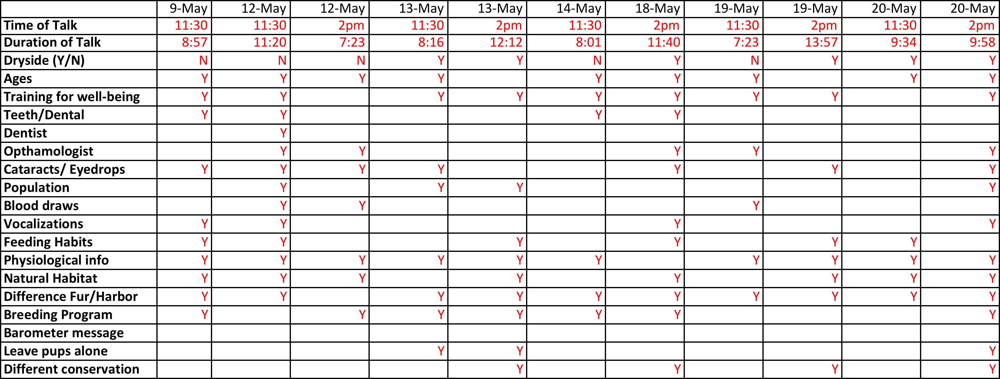 9-May 12-May 12-May 13-May 13-May 14-May 18-May 19-May 19-May 20-May 20-May
Time of Talk 11:30 11:30 2pm 11:30 2pm 11:30 2pm 11:30 2pm 11:30 2pm
Duration of Talk 8:57 11:20 7:23 8:16 12:12 8:01 11:40 7:23 13:57 9:34 9:58
Dryside (Y/N) N N N Y Y N Y N Y Y Y
Ages Y Y Y Y Y Y Y Y Y
Training for well-being Y Y Y Y Y Y Y Y Y
Teeth/Dental Y Y Y Y
Dentist Y
Opthamologist Y Y Y Y Y
Cataracts/ Eyedrops Y Y Y Y Y Y Y
Population Y Y Y Y
Blood draws Y Y Y
Vocalizations Y Y Y Y
Feeding Habits Y Y Y Y Y Y
Physiological info Y Y Y Y Y Y Y Y Y Y
Natural Habitat Y Y Y Y Y Y Y Y
Difference Fur/Harbor Y Y Y Y Y Y Y Y Y Y
Breeding Program Y Y Y Y Y Y Y
Barometer message
Leave pups alone Y Y Y
Different conservation Y Y Y Y